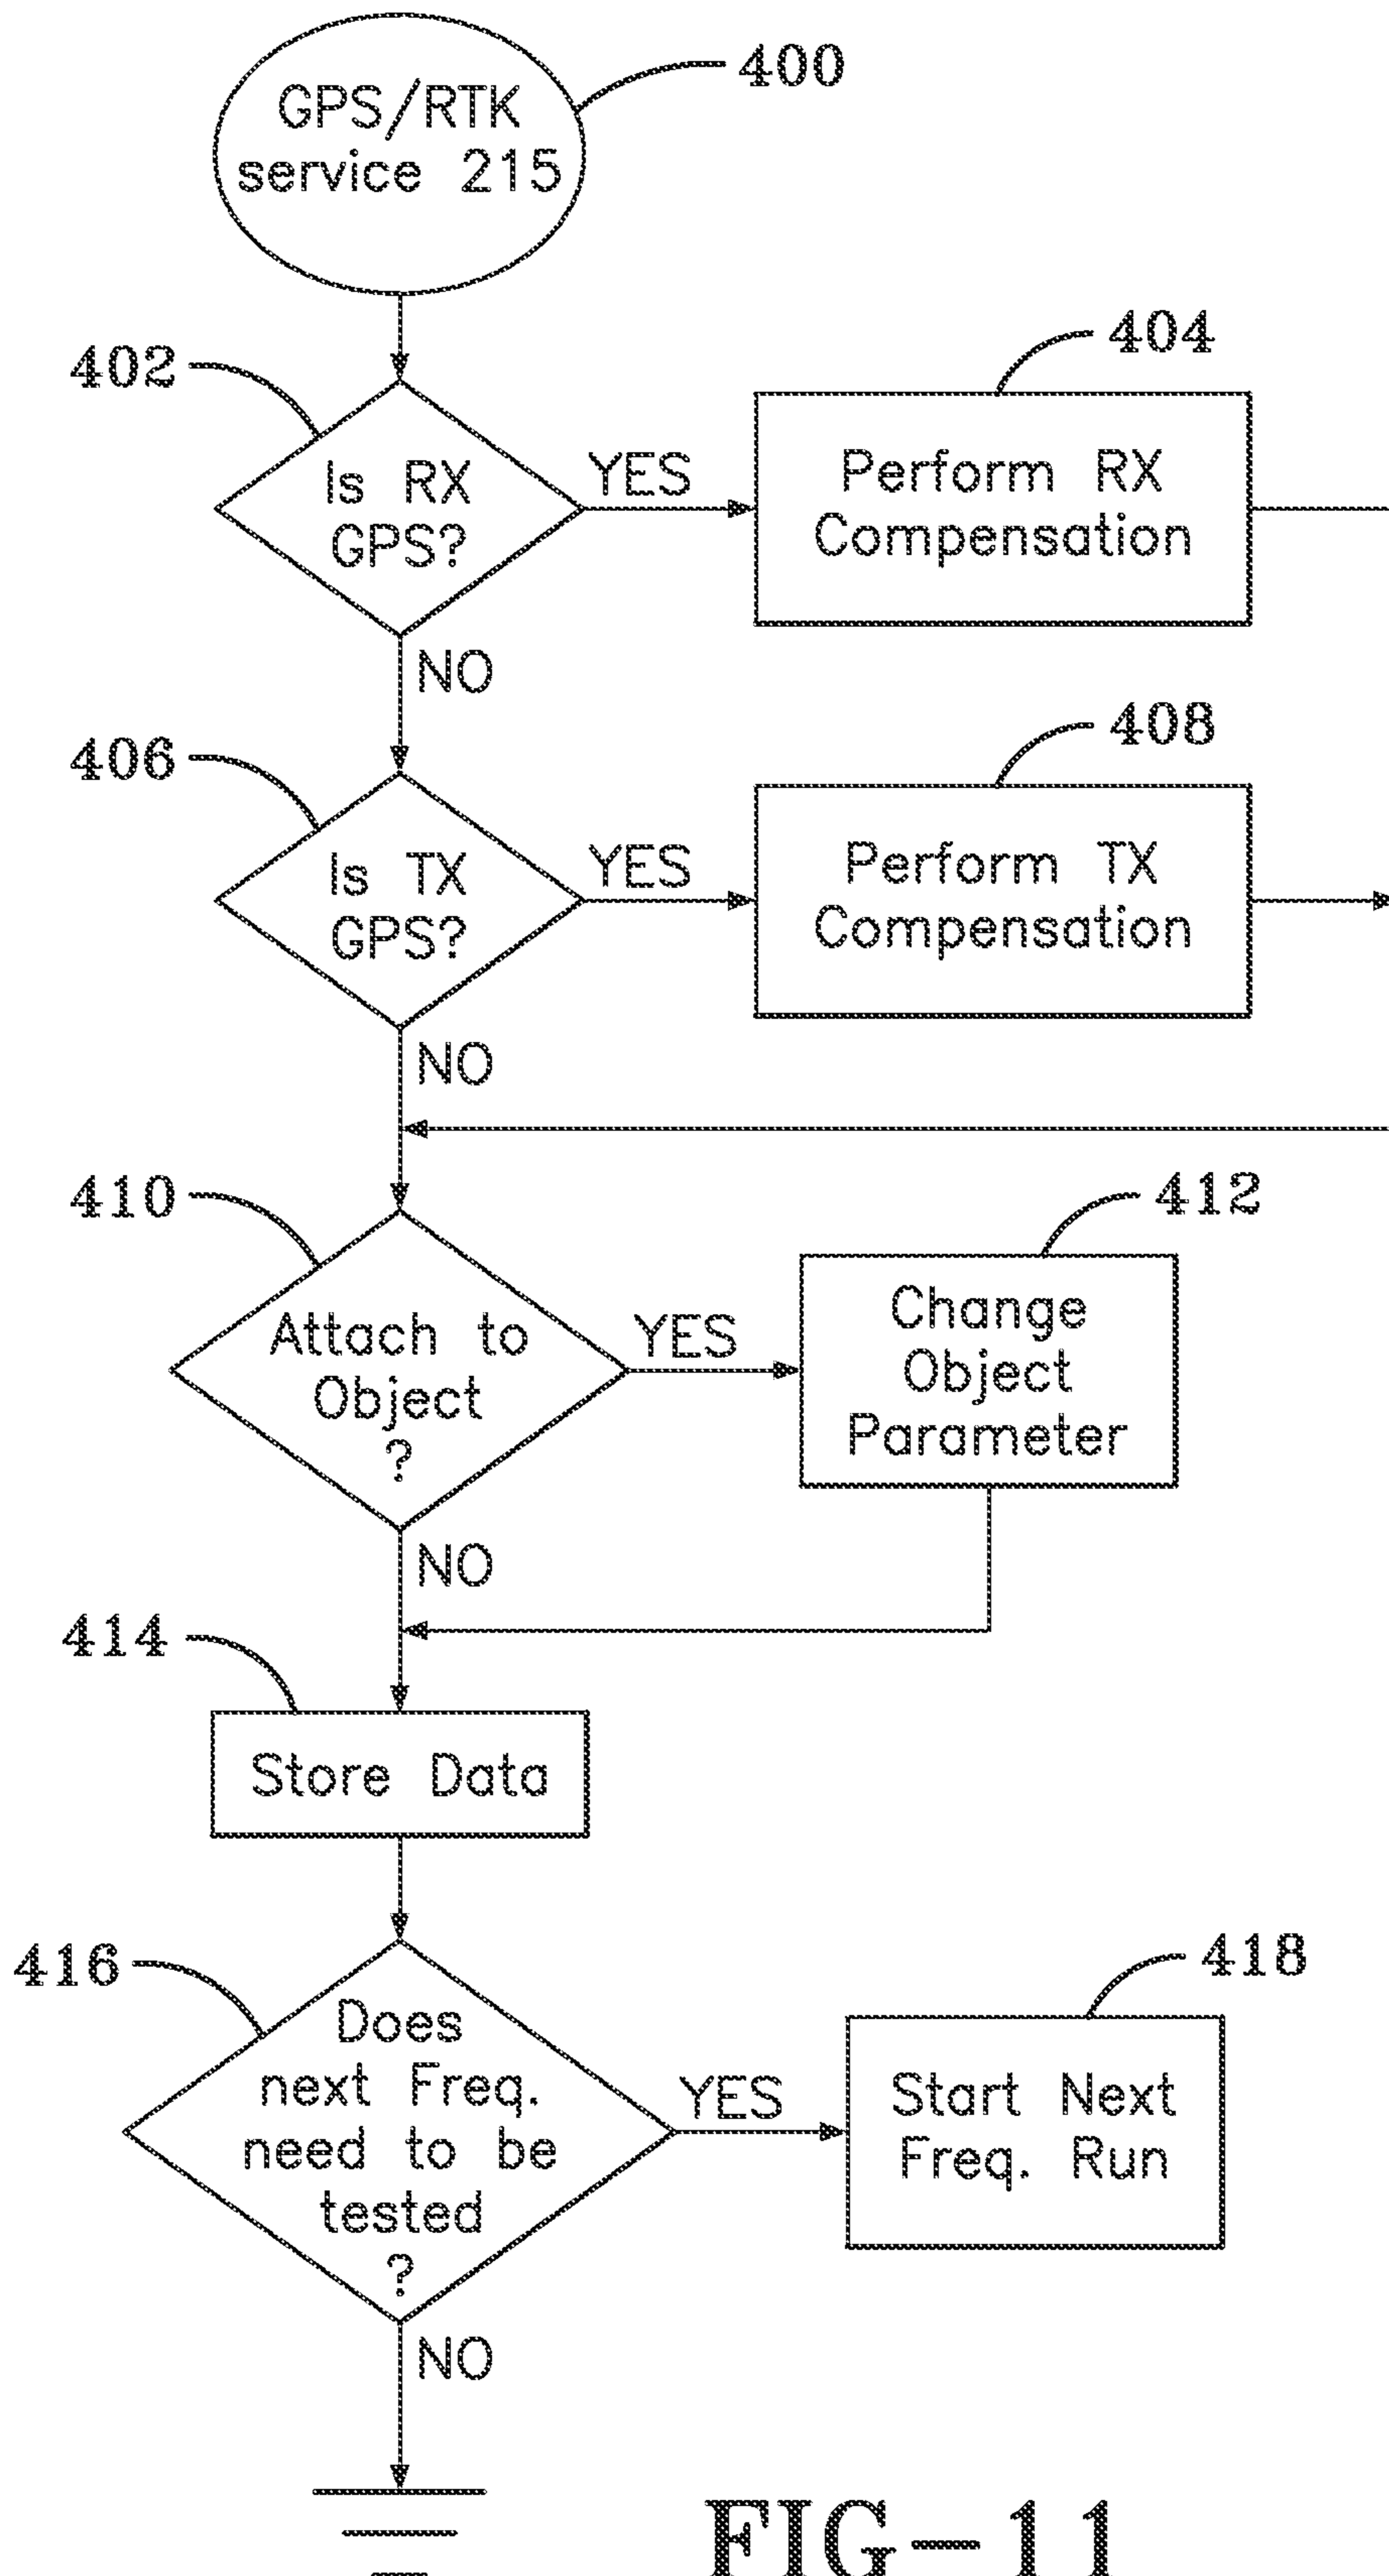 400
GPS/RTK
service 215
402
404
Is RX
GPS?
YES
Perform RX
Compensation
NO
406
408
Is TX
GPS?
YES
Perform TX
Compensation
NO
410
412
Attach to
Object
?
YES
Change
Object
Parameter
NO
414
Store Data
416
418
Does
next Freq.
need to be
tested
?
YES
Start Next
Freq. Run
NO
FIG-11